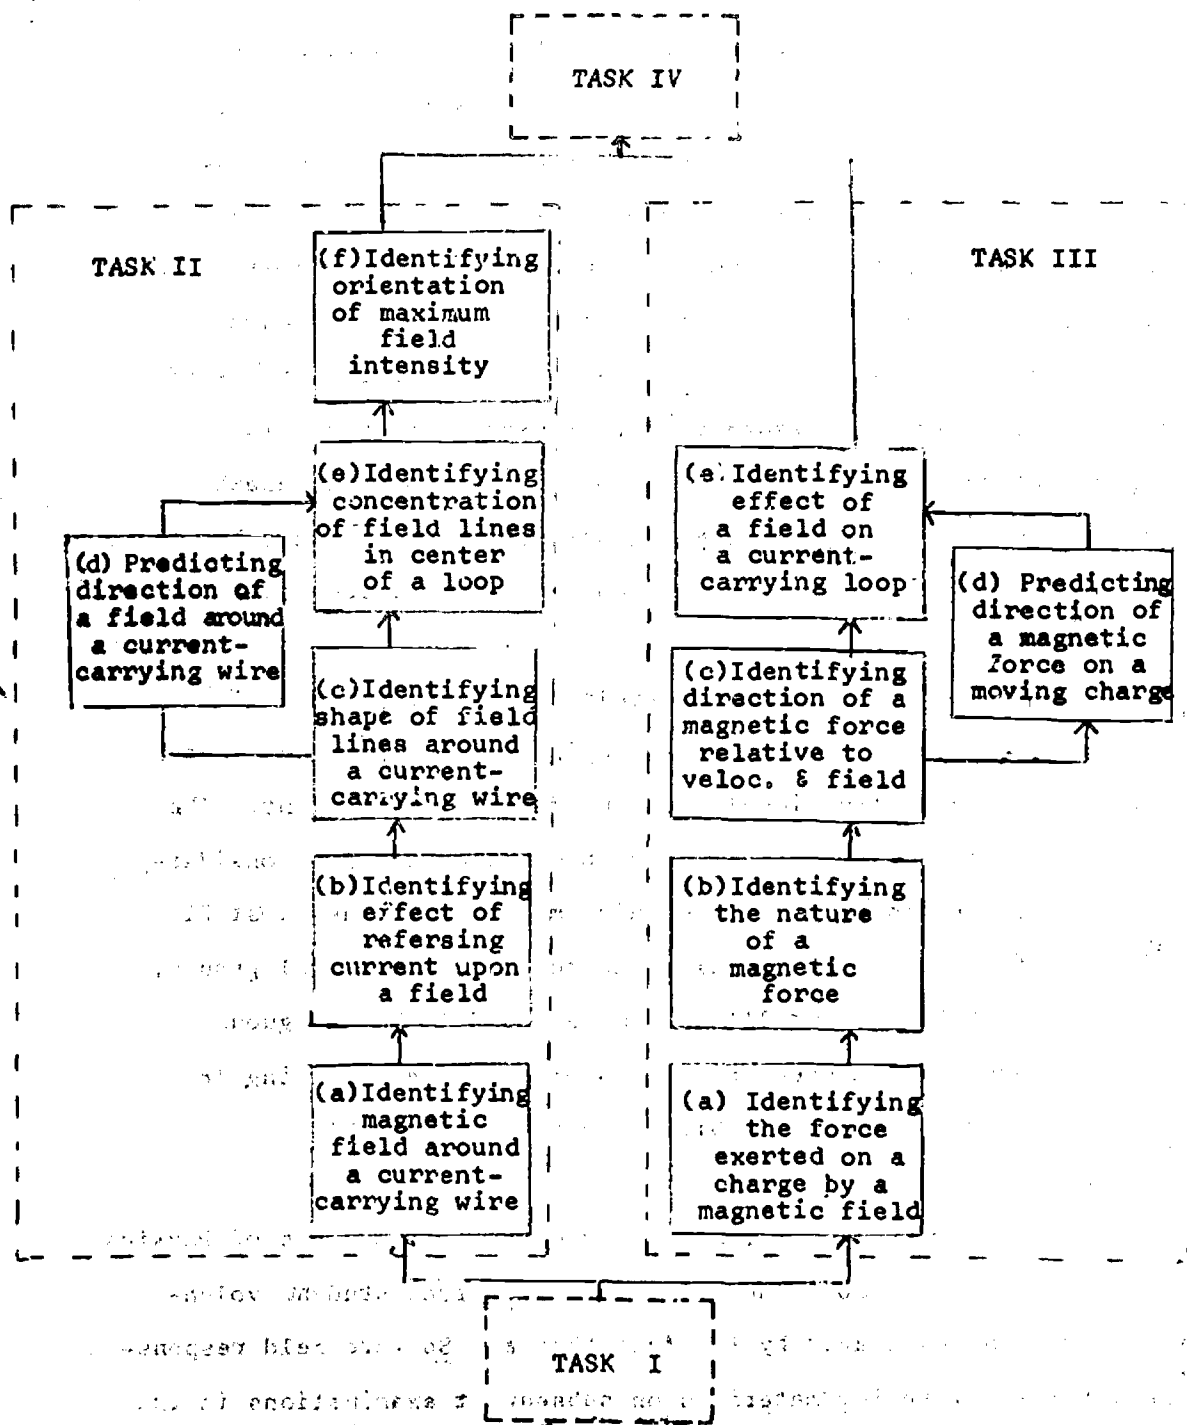 TASK IV
TASK II
(f)Identifying
orientation
of maximum
field
intensity
(e)Identifying
concentration
of field lines
in center
of a loop
(d) Predicting
direction of
a field around
a current-
carrying wire
(c)Identifying
shape of field
lines around
a current-
carrying wire
(b)Identifying
effect of
refersing
current upon
a field
(a)Identifying
magnetic
field around
a current-
carrying wire
TASK III
(e. Identifying
effect of
a field on
a current-
carrying loop
(d) Predicting
direction of
a magnetic
force on a
moving charge
(c)Identifying
direction of a
magnetic force
relative to
veloc. & field
(b)Identifying
the nature
of a
magnetic
force
(a) Identifying
the force
exerted on a
charge by a
magnetic field
TASK I